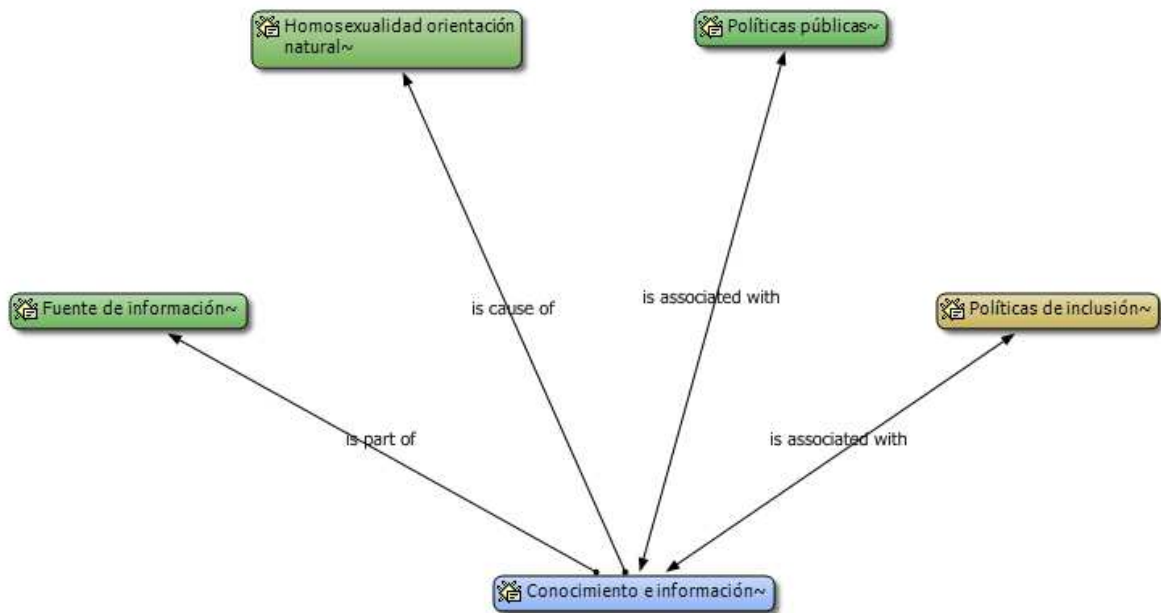 Homosexualidad orientación
natural~
Políticas públicas~
Fuente de información~
is cause of
is associated with
Políticas de inclusión~
is part of
is associated with
Conocimiento e información~